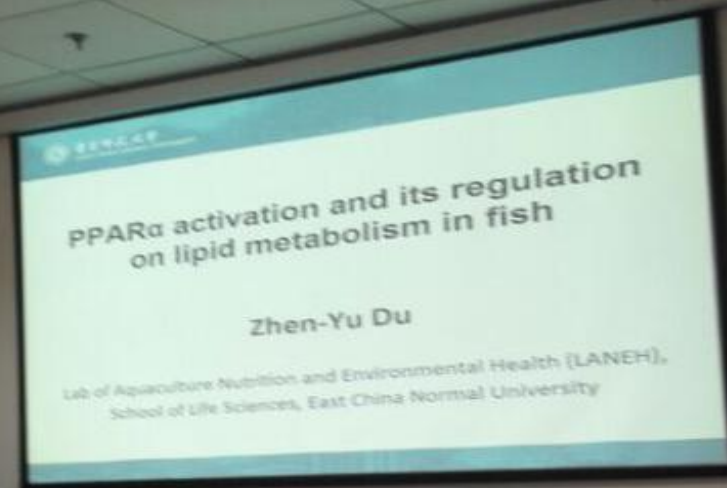 PPARα activation and its regulation
on lipid metabolism in fish
Zhen-Yu Du
Lab of Aquaculture Nutrition and Environmental Health (LANEH),
School of Life Sciences, East China Normal University